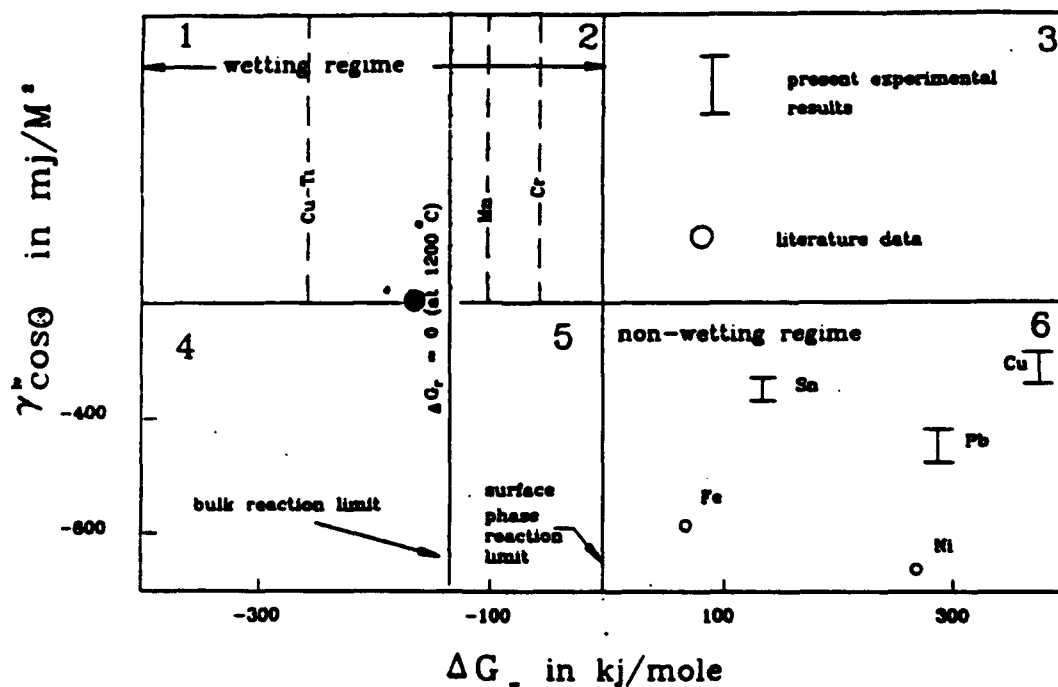 1
2
3
wetting regime
present experimental
results
Cu-Ti
Mn
Cr
ΔGr = 0 (at 1200°C)
literature data
γlv cosΘ in mj/M²
4
5
non-wetting regime
6
Cu
Sn
-400
Pb
surface
phase
reaction
limit
Fe
bulk reaction limit
-800
Ni
-300
-100
100
300
ΔG in kj/mole